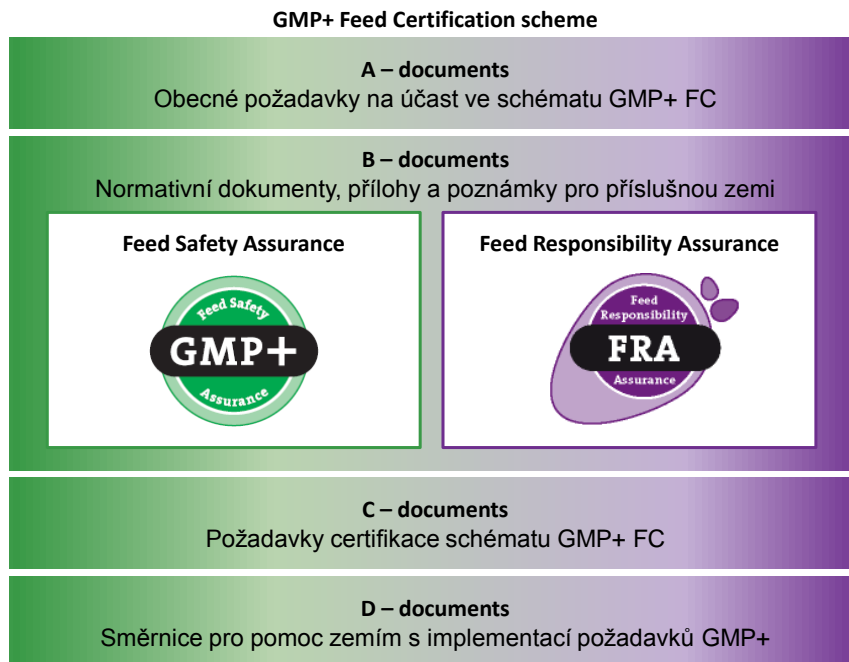 GMP+ Feed Certification scheme
A – documents
Obecné požadavky na účast ve schématu GMP+ FC
B – documents
Normativní dokumenty, přílohy a poznámky pro příslušnou zemi
Feed Safety Assurance
Feed Safety
GMP+
Assurance
Feed Responsibility Assurance
Feed
Responsibility
FRA
Assurance
C – documents
Požadavky certifikace schématu GMP+ FC
D – documents
Směrnice pro pomoc zemím s implementací požadavků GMP+